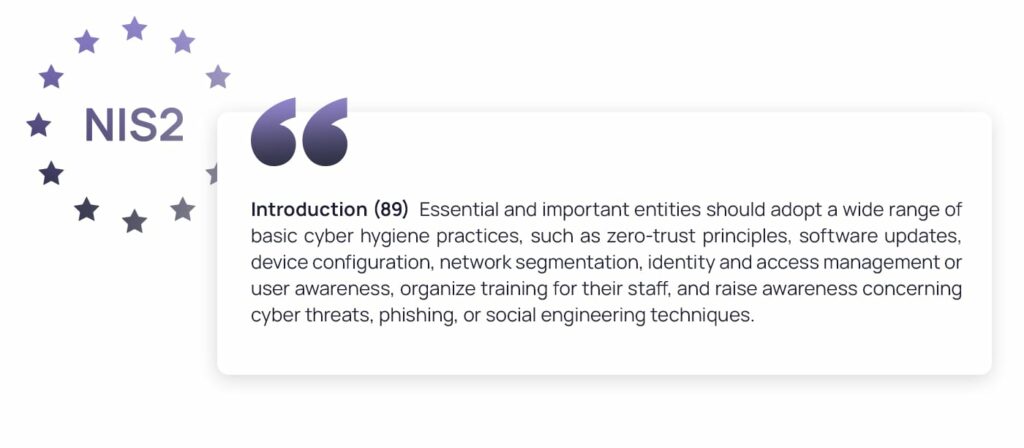 NIS2
Introduction (89) Essential and important entities should adopt a wide range of
basic cyber hygiene practices, such as zero-trust principles, software updates,
device configuration, network segmentation, identity and access management or
user awareness, organize training for their staff, and raise awareness concerning
cyber threats, phishing, or social engineering techniques.